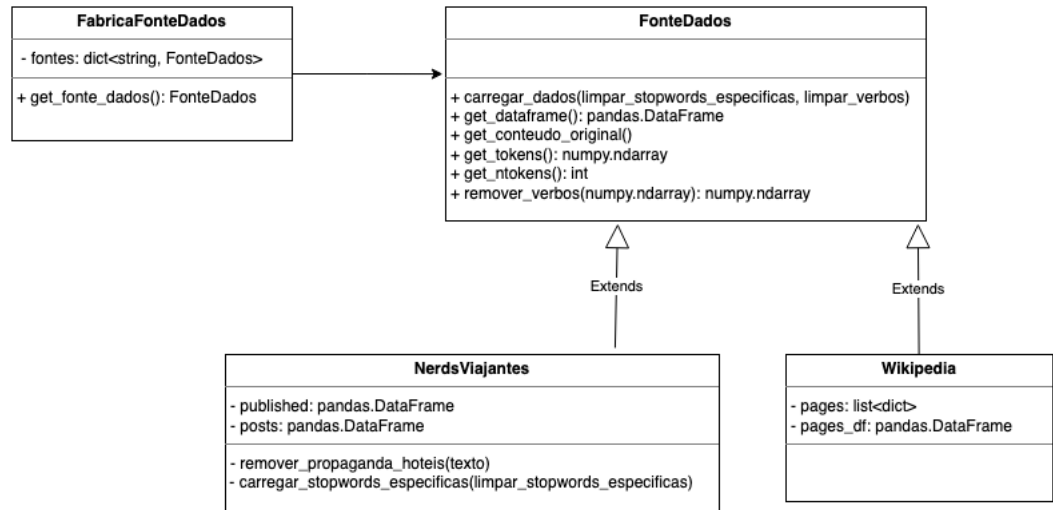 FabricaFonteDados
- fontes: dict<string, FonteDados>
+ get_fonte_dados(): FonteDados
FonteDados
+ carregar_dados(limpar_stopwords_especificas, limpar_verbos)
+ get_dataframe(): pandas.DataFrame
+ get_conteudo_original()
+ get_tokens(): numpy.ndarray
+ get_ntokens(): int
+ remover_verbos(numpy.ndarray): numpy.ndarray
Extends
Extends
NerdsViajantes
- published: pandas.DataFrame
- posts: pandas.DataFrame
- remover_propaganda_hoteis(texto)
- carregar_stopwords_especificas(limpar_stopwords_especificas)
Wikipedia
- pages: list<dict>
- pages_df: pandas.DataFrame